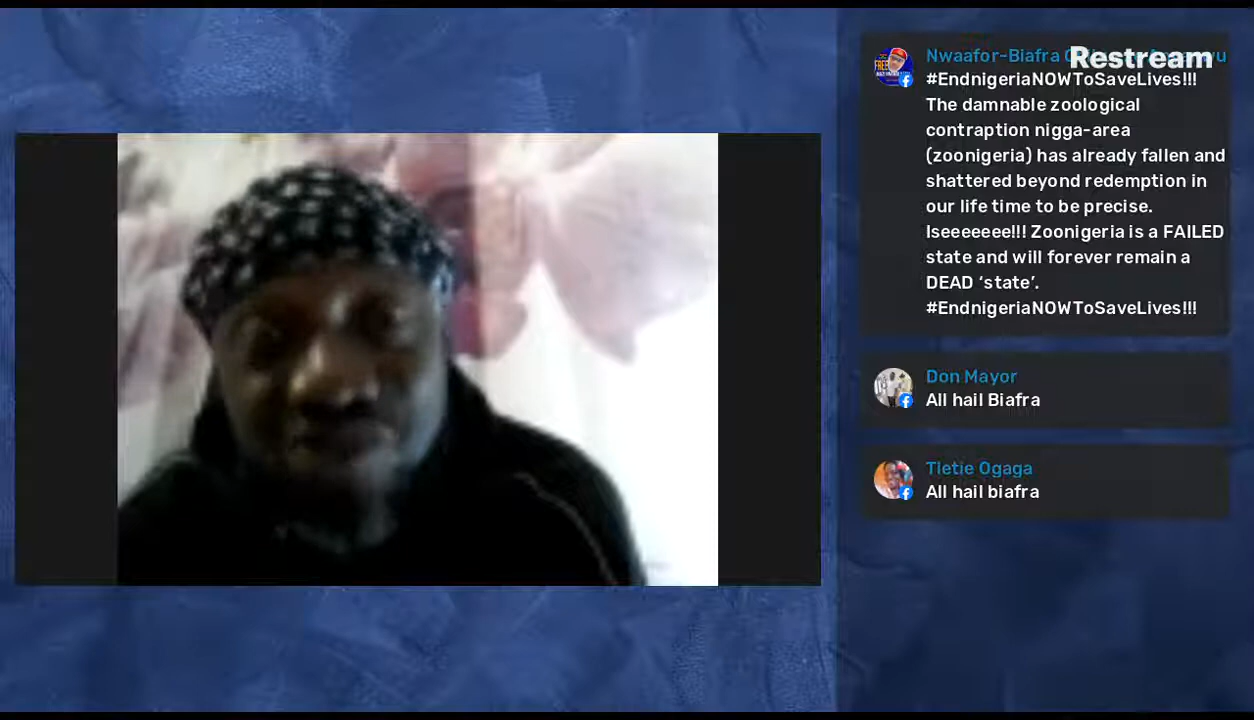 Nwaafor-Biafra
Restream
#EndnigeriaNOWToSaveLives!!!
The damnable zoological
contraption nigga-area
(zoonigeria) has already fallen and
shattered beyond redemption in
our life time to be precise.
Iseeeeeee!!! Zoonigeria is a FAILED
state and will forever remain a
DEAD ‘state’.
#EndnigeriaNOWToSaveLives!!!
Don Mayor
All hail Biafra
Tletie Ogaga
All hail biafra